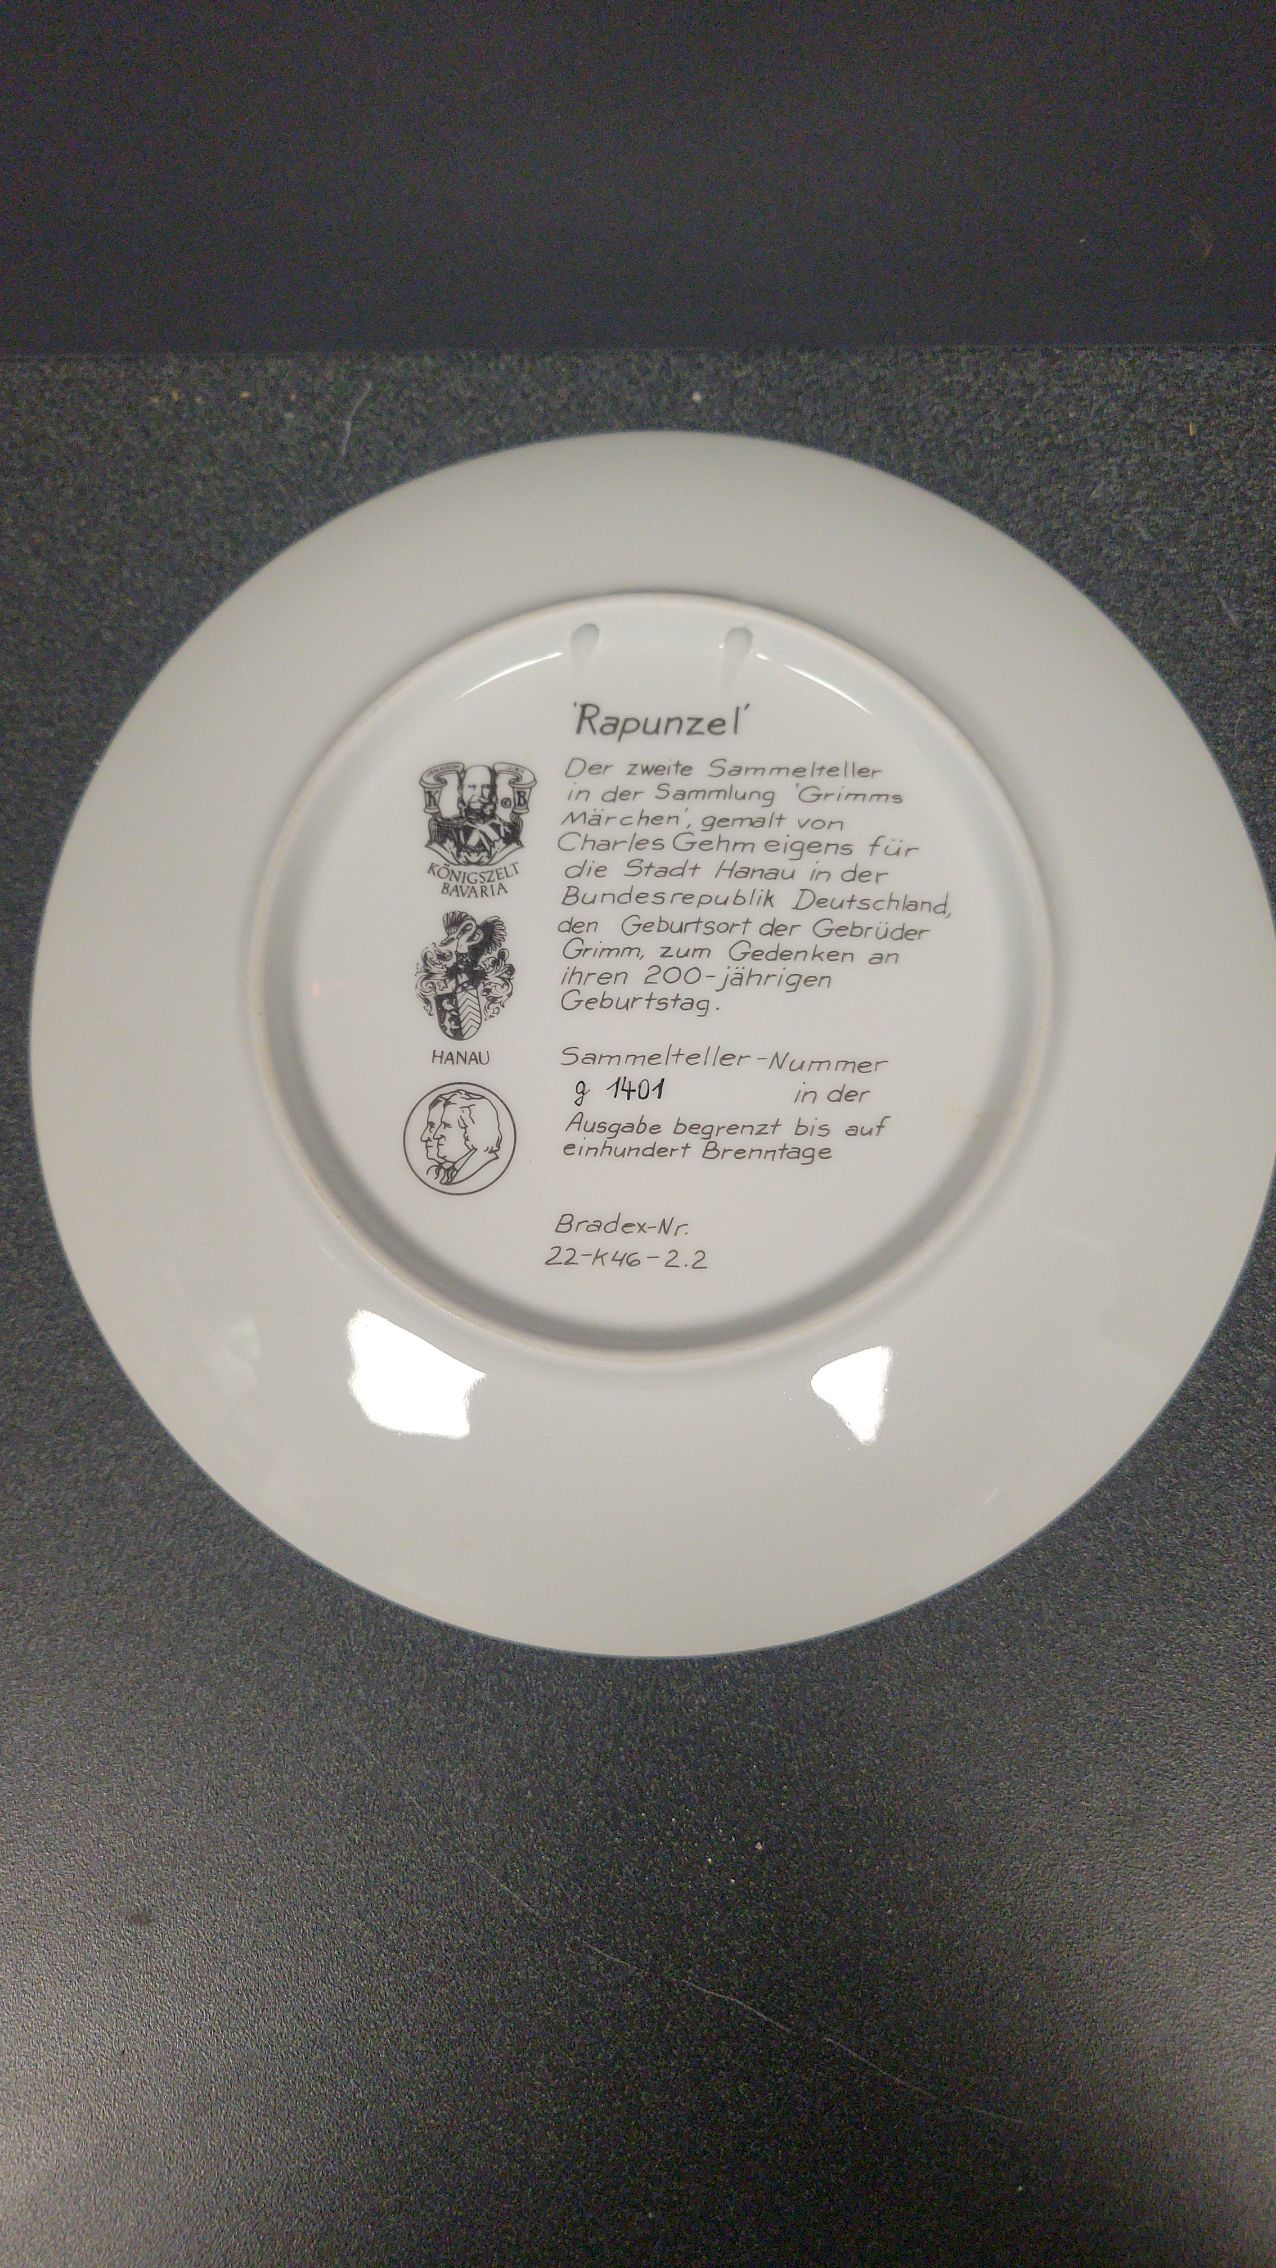 'Rapunzel'
Der zweite Sammelteller
in der Sammlung 'Grimms
Märchen', gemalt von
Charles Gehm eigens für
die Stadt Hanau in der
Bundesrepublik Deutschland,
den Geburtsort der Gebrüder
Grimm, zum Gedenken an
ihren 200-jährigen
Geburtstag.
Sammelteller-Nummer
g 1401 in der
Ausgabe begrenzt bis auf
einhundert Brenntage
Bradex-Nr.
22-K46-2.2
K B
KÖNIGSZELT
BAVARIA
HANAU